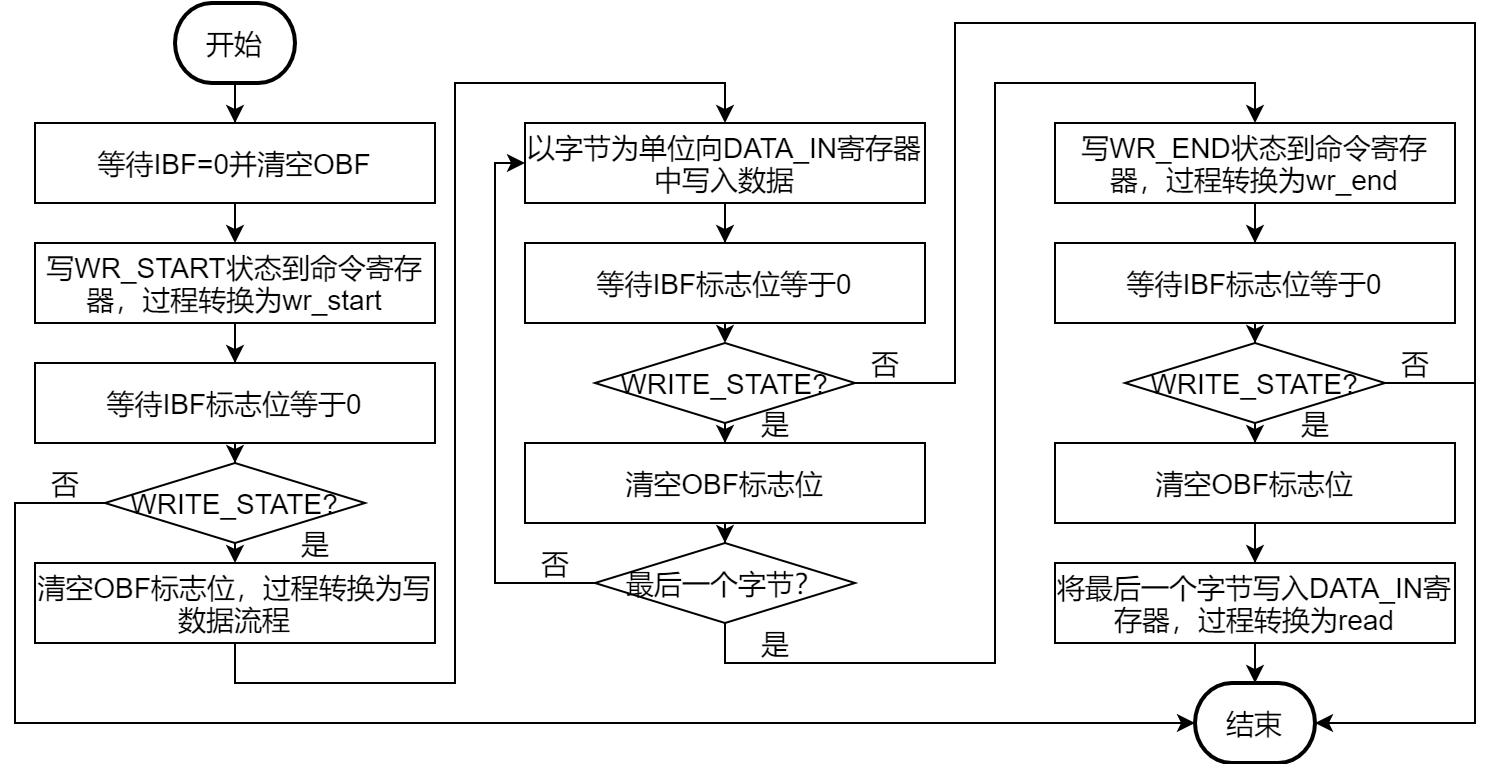 开始
等待IBF=0并清空OBF
写WR_START状态到命令寄存
器，过程转换为wr_start
等待IBF标志位等于0
否
WRITE_STATE?
是
清空OBF标志位，过程转换为写
数据流程
以字节为单位向DATA_IN寄存器
中写入数据
等待IBF标志位等于0
否
WRITE_STATE?
是
清空OBF标志位
否
最后一个字节？
是
写WR_END状态到命令寄存
器，过程转换为wr_end
等待IBF标志位等于0
否
WRITE_STATE?
是
清空OBF标志位
将最后一个字节写入DATA_IN寄
存器，过程转换为read
结束